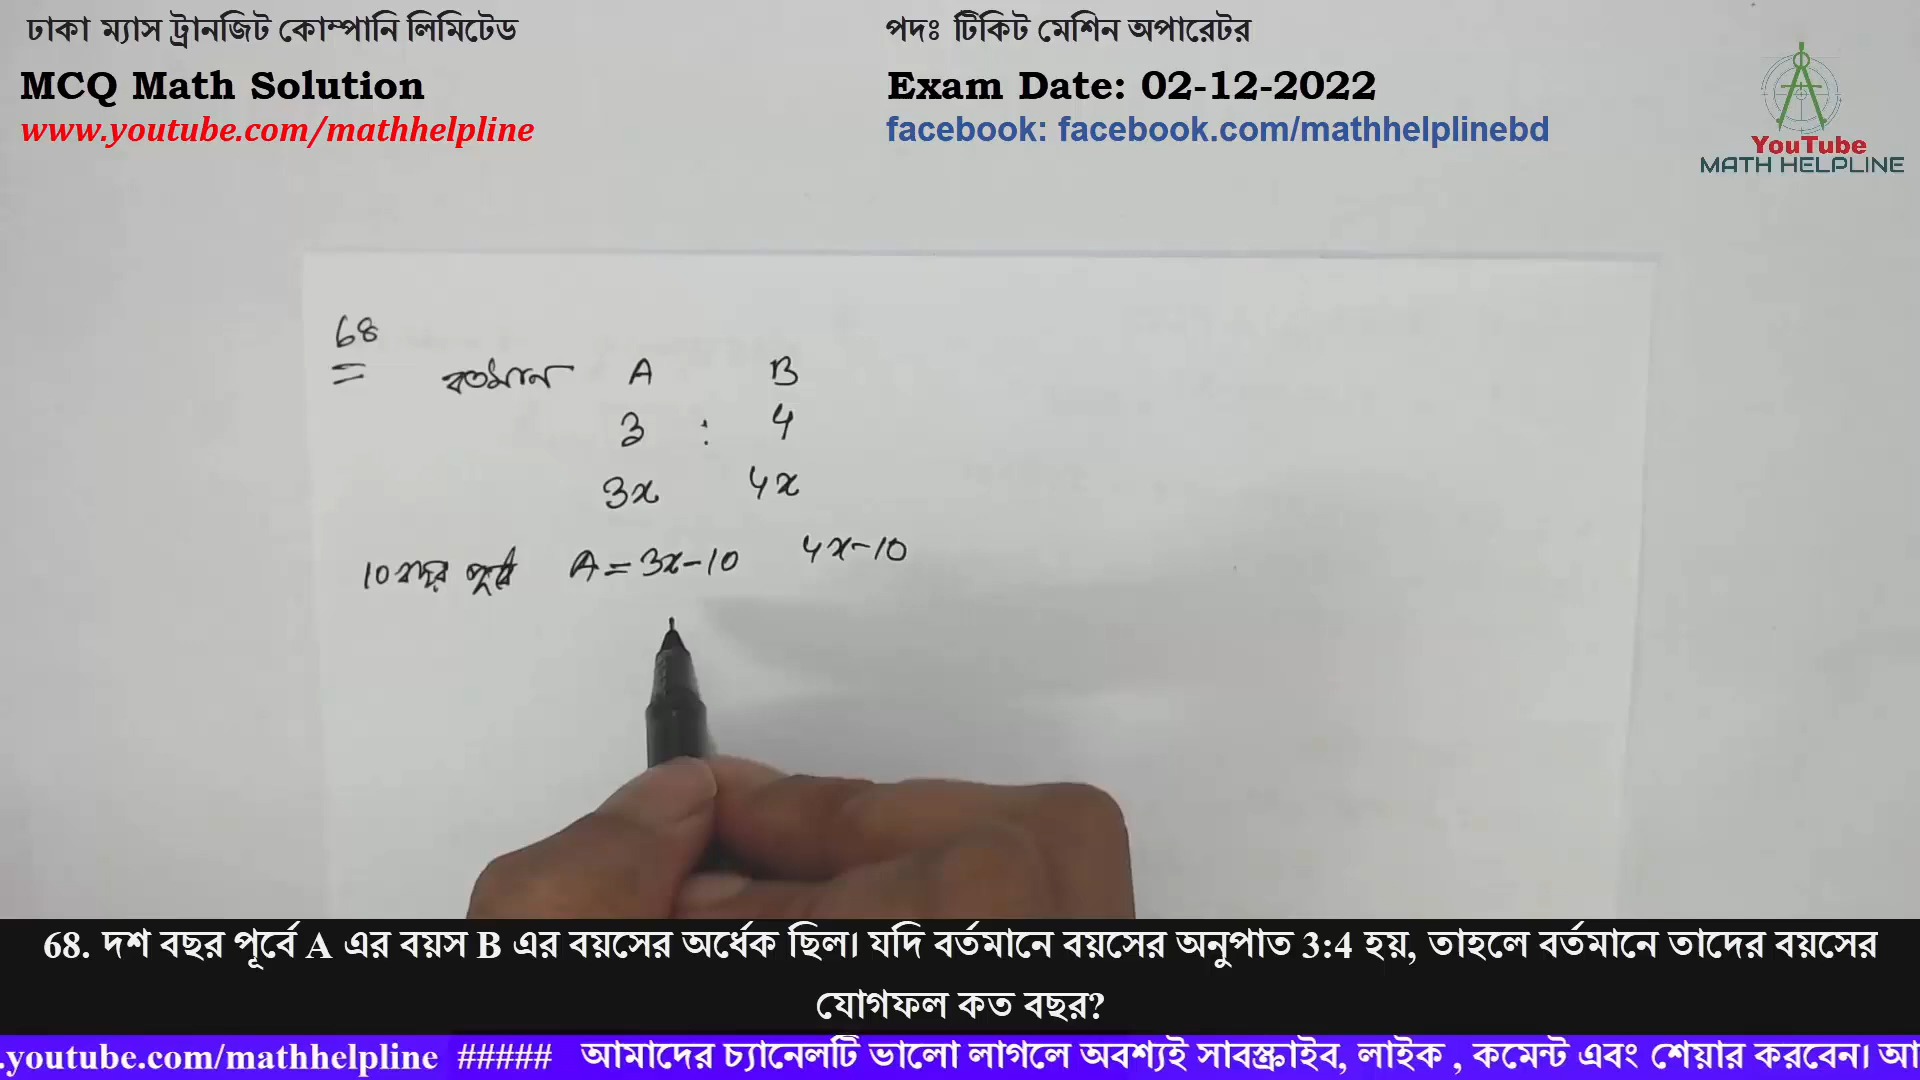 ঢাকা ম্যাস ট্রানজিট কোম্পানি লিমিটেড
MCQ Math Solution
www.youtube.com/mathhelpline
পদঃ টিকিট মেশিন অপারেটর
Exam Date: 02-12-2022
facebook: facebook.com/mathhelplinebd
YouTube
MATH HELPLINE
68
বর্তমান A B
3 : 4
3x 4x
10 বছর পূর্বে A = 3x-10 4x-10
68. দশ বছর পূর্বে A এর বয়স B এর বয়সের অর্ধেক ছিল। যদি বর্তমানে বয়সের অনুপাত 3:4 হয়, তাহলে বর্তমানে তাদের বয়সের
যোগফল কত বছর?
.youtube.com/mathhelpline ##### আমাদের চ্যানেলটি ভালো লাগলে অবশ্যই সাবস্ক্রাইব, লাইক , কমেন্ট এবং শেয়ার করবেন। আ